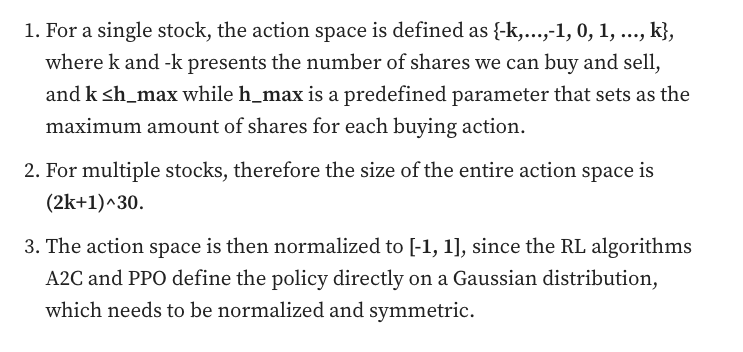 1. For a single stock, the action space is defined as {-k,…,-1, 0, 1, …, k},
where k and -k presents the number of shares we can buy and sell,
and k ≤h_max while h_max is a predefined parameter that sets as the
maximum amount of shares for each buying action.
2. For multiple stocks, therefore the size of the entire action space is
(2k+1)^30.
3. The action space is then normalized to [-1, 1], since the RL algorithms
A2C and PPO define the policy directly on a Gaussian distribution,
which needs to be normalized and symmetric.